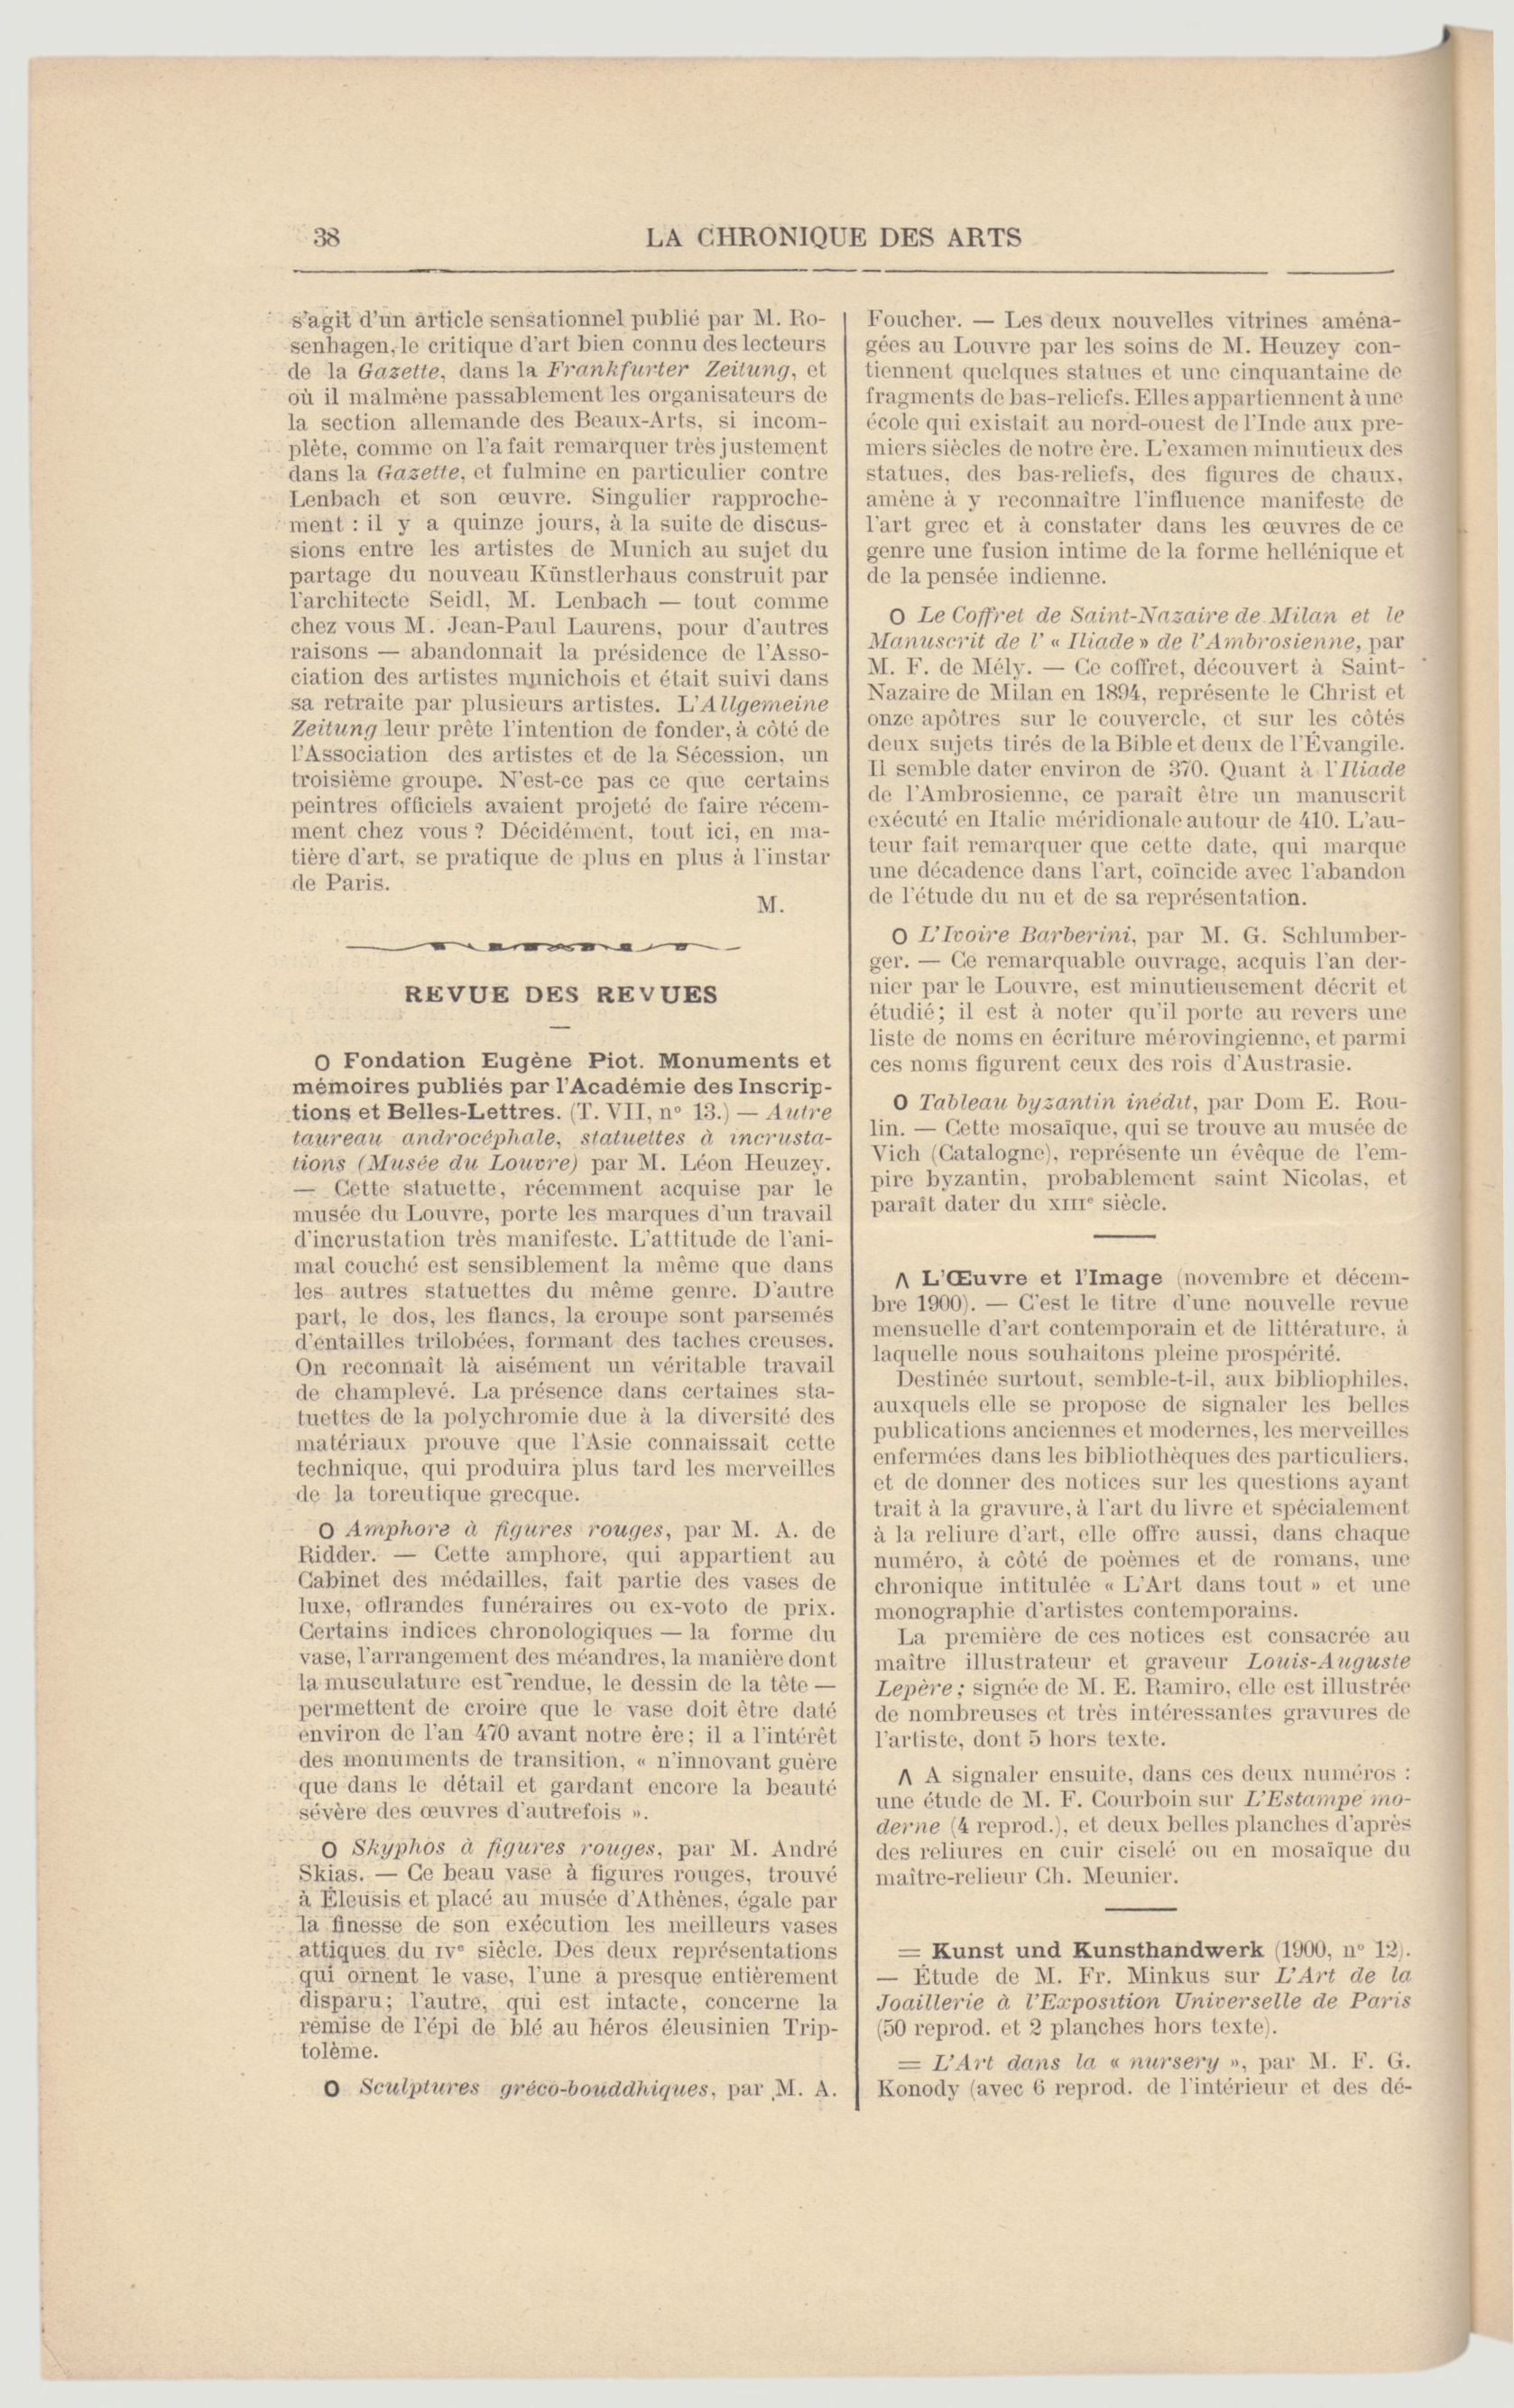 38
LA CHRONIQUE DES ARTS
s'agit d'un article sensationnel publié par M. Ro-
senhagen, le critique d'art bien connu des lecteurs
de la Gazette, dans la Frankfurter Zeitung, et
où il malmène passablement les organisateurs de
la section allemande des Beaux-Arts, si incom-
plète, comme on l'a fait remarquer très justement
dans la Gazette, et fulmine en particulier contre
Lenbach et son œuvre. Singulier rapproche-
ment : il y a quinze jours, à la suite de discus-
sions entre les artistes de Munich au sujet du
partage du nouveau Künstlerhaus construit par
l'architecte Seidl, M. Lenbach — tout comme
chez vous M. Jean-Paul Laurens, pour d'autres
raisons — abandonnait la présidence de l'Asso-
ciation des artistes munichois et était suivi dans
sa retraite par plusieurs artistes. L'Allgemeine
Zeitung leur prête l'intention de fonder, à côté de
l'Association des artistes et de la Sécession, un
troisième groupe. N'est-ce pas ce que certains
peintres officiels avaient projeté de faire récem-
ment chez vous ? Décidément, tout ici, en ma-
tière d'art, se pratique de plus en plus à l'instar
de Paris.
M.
REVUE DES REVUES
O Fondation Eugène Piot. Monuments et
mémoires publiés par l'Académie des Inscrip-
tions et Belles-Lettres. (T. VII, n° 13.) — Autre
taureau androcéphale, statuettes à incrusta-
tions (Musée du Louvre) par M. Léon Heuzey.
— Cette statuette, récemment acquise par le
musée du Louvre, porte les marques d'un travail
d'incrustation très manifeste. L'attitude de l'ani-
mal couché est sensiblement la même que dans
les autres statuettes du même genre. D'autre
part, le dos, les flancs, la croupe sont parsemés
d'entailles trilobées, formant des taches creuses.
On reconnaît là aisément un véritable travail
de champlevé. La présence dans certaines sta-
tuettes de la polychromie due à la diversité des
matériaux prouve que l'Asie connaissait cette
technique, qui produira plus tard les merveilles
de la toreutique grecque.
O Amphore à figures rouges, par M. A. de
Ridder. — Cette amphore, qui appartient au
Cabinet des médailles, fait partie des vases de
luxe, offrandes funéraires ou ex-voto de prix.
Certains indices chronologiques — la forme du
vase, l'arrangement des méandres, la manière dont
la musculature est rendue, le dessin de la tête —
permettent de croire que le vase doit être daté
environ de l'an 470 avant notre ère; il a l'intérêt
des monuments de transition, « n'innovant guère
que dans le détail et gardant encore la beauté
sévère des œuvres d'autrefois ».
O Skyphos à figures rouges, par M. André
Skias. — Ce beau vase à figures rouges, trouvé
à Éleusis et placé au musée d'Athènes, égale par
la finesse de son exécution les meilleurs vases
attiques du IVe siècle. Des deux représentations
qui ornent le vase, l'une a presque entièrement
disparu; l'autre, qui est intacte, concerne la
remise de l'épi de blé au héros éleusinien Trip-
tolème.
O Sculptures gréco-bouddhiques, par M. A.
Foucher. — Les deux nouvelles vitrines aména-
gées au Louvre par les soins de M. Heuzey con-
tiennent quelques statues et une cinquantaine de
fragments de bas-reliefs. Elles appartiennent à une
école qui existait au nord-ouest de l'Inde aux pre-
miers siècles de notre ère. L'examen minutieux des
statues, des bas-reliefs, des figures de chaux,
amène à y reconnaître l'influence manifeste de
l'art grec et à constater dans les œuvres de ce
genre une fusion intime de la forme hellénique et
de la pensée indienne.
O Le Coffret de Saint-Nazaire de Milan et le
Manuscrit de l' « Iliade » de l'Ambrosienne, par
M. F. de Mély. — Ce coffret, découvert à Saint-
Nazaire de Milan en 1894, représente le Christ et
onze apôtres sur le couvercle, et sur les côtés
deux sujets tirés de la Bible et deux de l'Évangile.
Il semble dater environ de 370. Quant à l'Iliade
de l'Ambrosienne, ce paraît être un manuscrit
exécuté en Italie méridionale autour de 410. L'au-
teur fait remarquer que cette date, qui marque
une décadence dans l'art, coïncide avec l'abandon
de l'étude du nu et de sa représentation.
O L'Ivoire Barberini, par M. G. Schlumber-
ger. — Ce remarquable ouvrage, acquis l'an der-
nier par le Louvre, est minutieusement décrit et
étudié; il est à noter qu'il porte au revers une
liste de noms en écriture mérovingienne, et parmi
ces noms figurent ceux des rois d'Austrasie.
O Tableau byzantin inédit, par Dom E. Rou-
lin. — Cette mosaïque, qui se trouve au musée de
Vich (Catalogne), représente un évêque de l'em-
pire byzantin, probablement saint Nicolas, et
paraît dater du XIIIe siècle.
Λ L'Œuvre et l'Image (novembre et décem-
bre 1900). — C'est le titre d'une nouvelle revue
mensuelle d'art contemporain et de littérature, à
laquelle nous souhaitons pleine prospérité.
Destinée surtout, semble-t-il, aux bibliophiles,
auxquels elle se propose de signaler les belles
publications anciennes et modernes, les merveilles
enfermées dans les bibliothèques des particuliers,
et de donner des notices sur les questions ayant
trait à la gravure, à l'art du livre et spécialement
à la reliure d'art, elle offre aussi, dans chaque
numéro, à côté de poèmes et de romans, une
chronique intitulée « L'Art dans tout » et une
monographie d'artistes contemporains.
La première de ces notices est consacrée au
maître illustrateur et graveur Louis-Auguste
Lepère; signée de M. E. Ramiro, elle est illustrée
de nombreuses et très intéressantes gravures de
l'artiste, dont 5 hors texte.
Λ A signaler ensuite, dans ces deux numéros :
une étude de M. F. Courboin sur L'Estampe mo-
derne (4 reprod.), et deux belles planches d'après
des reliures en cuir ciselé ou en mosaïque du
maître-relieur Ch. Meunier.
= Kunst und Kunsthandwerk (1900, n° 12).
— Étude de M. Fr. Minkus sur L'Art de la
Joaillerie à l'Exposition Universelle de Paris
(50 reprod. et 2 planches hors texte).
= L'Art dans la « nursery », par M. F. G.
Konody (avec 6 reprod. de l'intérieur et des dé-